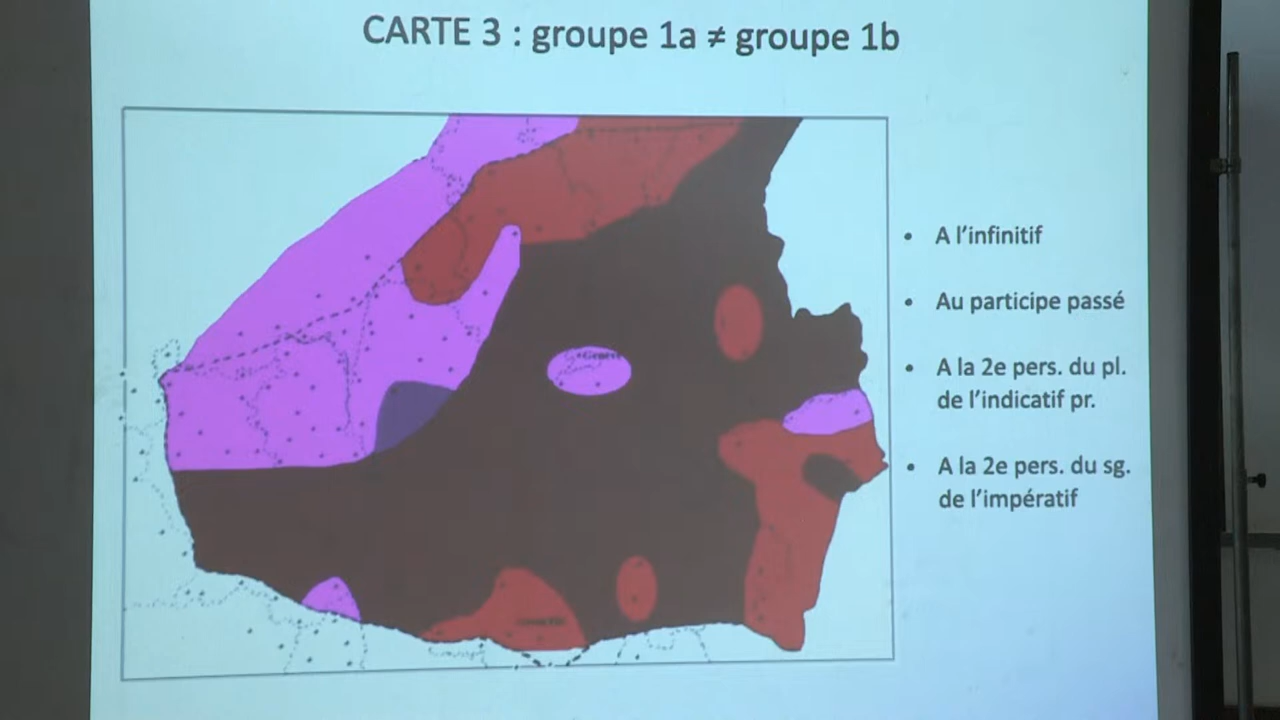 CARTE 3 : groupe 1a ≠ groupe 1b
• A l'infinitif
• Au participe passé
• A la 2e pers. du pl.
de l'indicatif pr.
• A la 2e pers. du sg.
de l'impératif